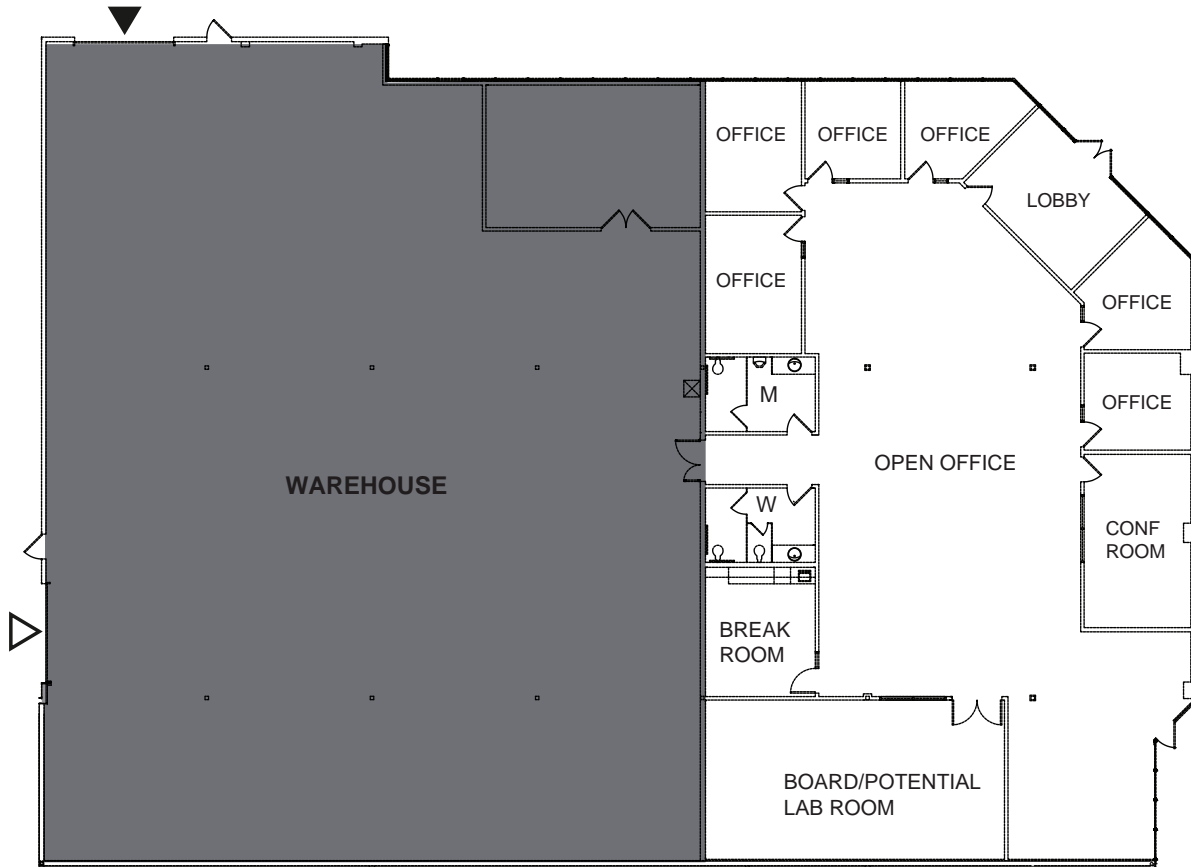 OFFICE
OFFICE
OFFICE
LOBBY
OFFICE
OFFICE
M
OFFICE
OPEN OFFICE
WAREHOUSE
W
CONF
ROOM
BREAK
ROOM
BOARD/POTENTIAL
LAB ROOM